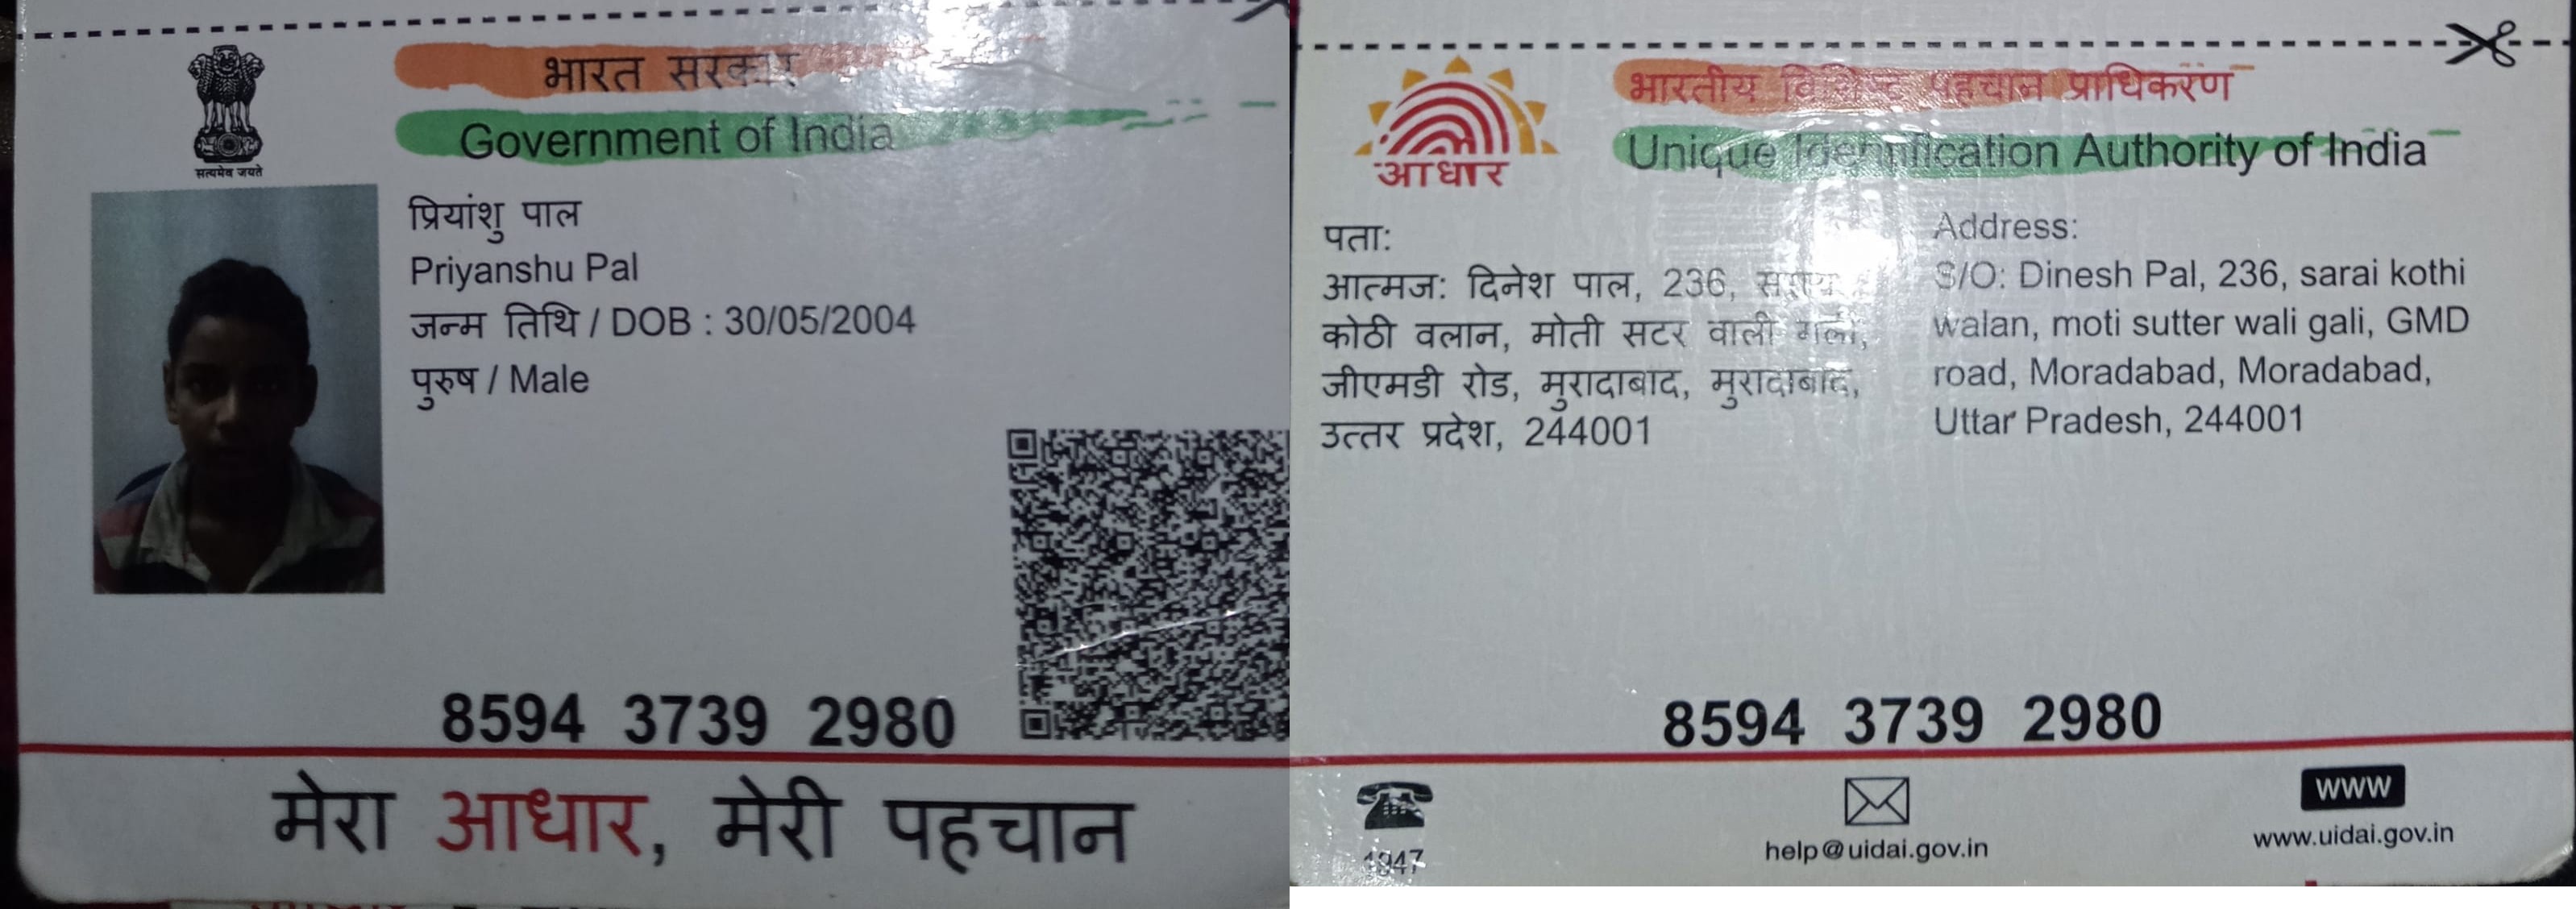 भारत सरकार
Government of India
सत्यमेव जयते
प्रियांशु पाल
Priyanshu Pal
जन्म तिथि / DOB : 30/05/2004
पुरुष / Male
8594 3739 2980
मेरा आधार, मेरी पहचान
भारतीय पहचान प्राधिकरण
Unique Identification Authority of India
आधार
पता:
आत्मज: दिनेश पाल, 236,
कोठी वलान, मोती सटर वाली गली,
जीएमडी रोड, मुरादाबाद, मुरादाबाद,
उत्तर प्रदेश, 244001
Address:
S/O: Dinesh Pal, 236, sarai kothi
walan, moti sutter wali gali, GMD
road, Moradabad, Moradabad,
Uttar Pradesh, 244001
8594 3739 2980
1947
help@uidai.gov.in
www
www.uidai.gov.in